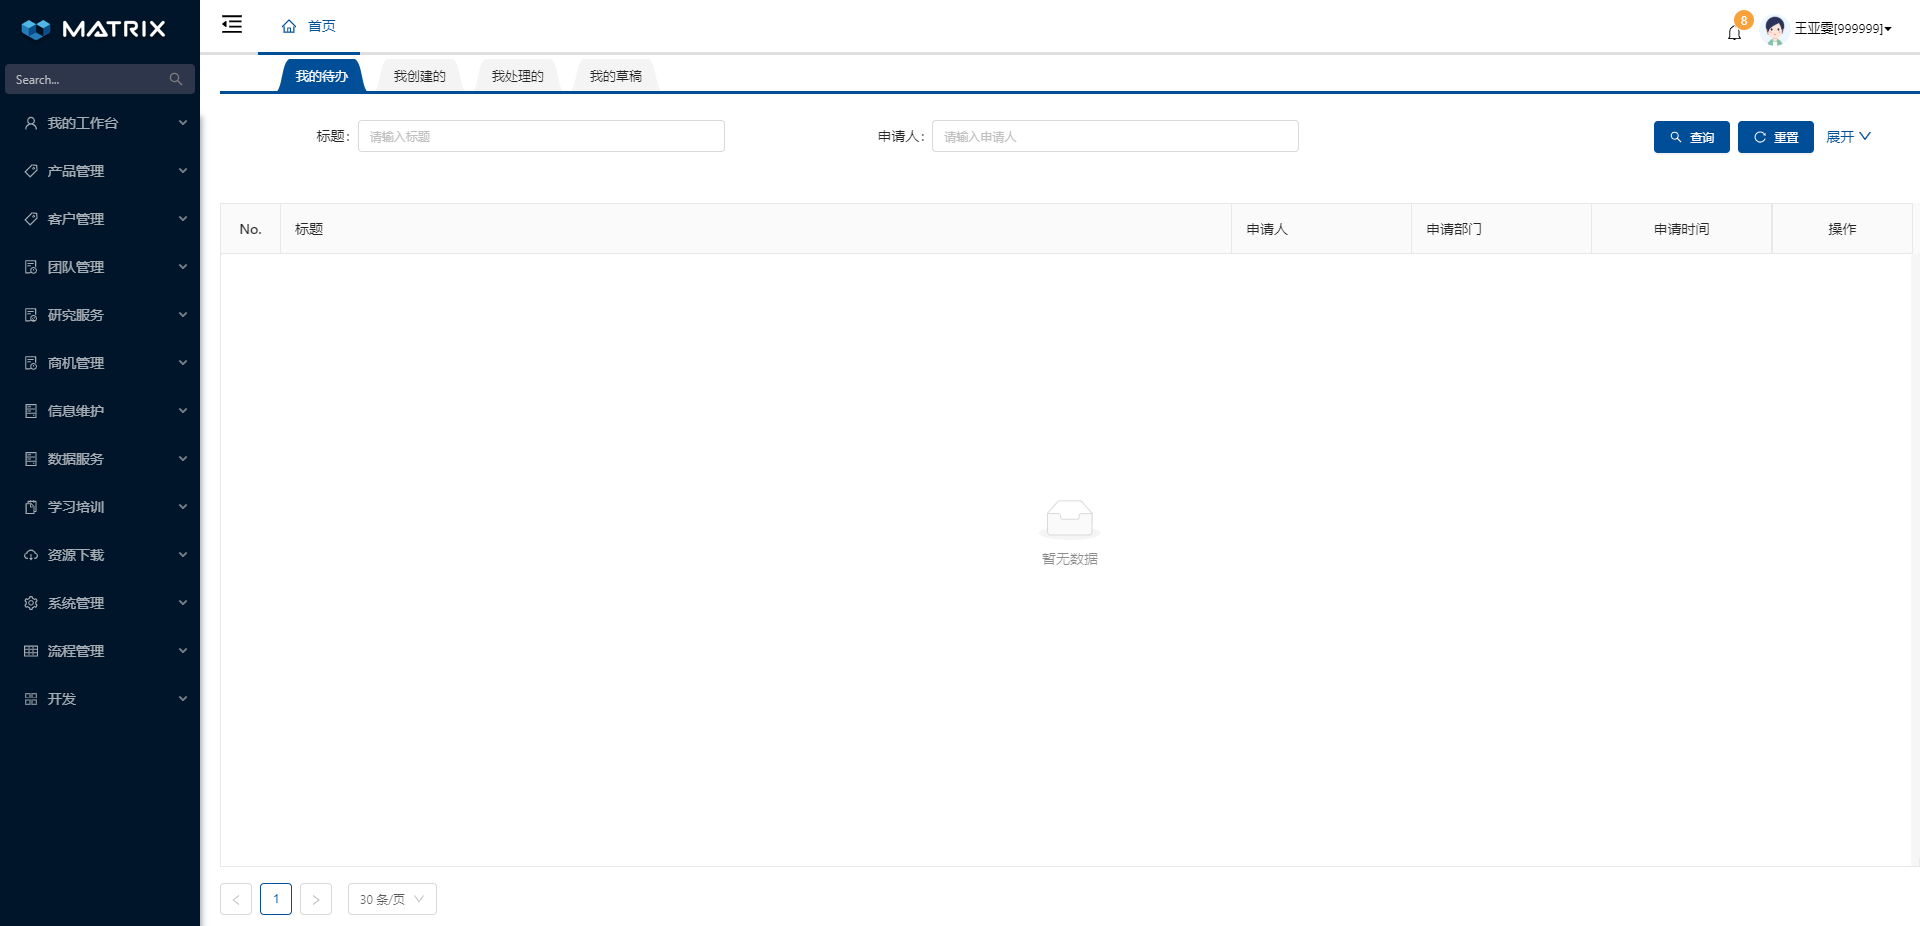 MATRIX
Search...
我的工作台
产品管理
客户管理
团队管理
研究服务
商机管理
信息维护
数据服务
学习培训
资源下载
系统管理
流程管理
开发
首页
8
王亚雯[999999]
我的待办 我创建的 我处理的 我的草稿
标题： 请输入标题 申请人： 请输入申请人 查询 重置 展开
No. 标题 申请人 申请部门 申请时间 操作
暂无数据
< 1 > 30 条/页